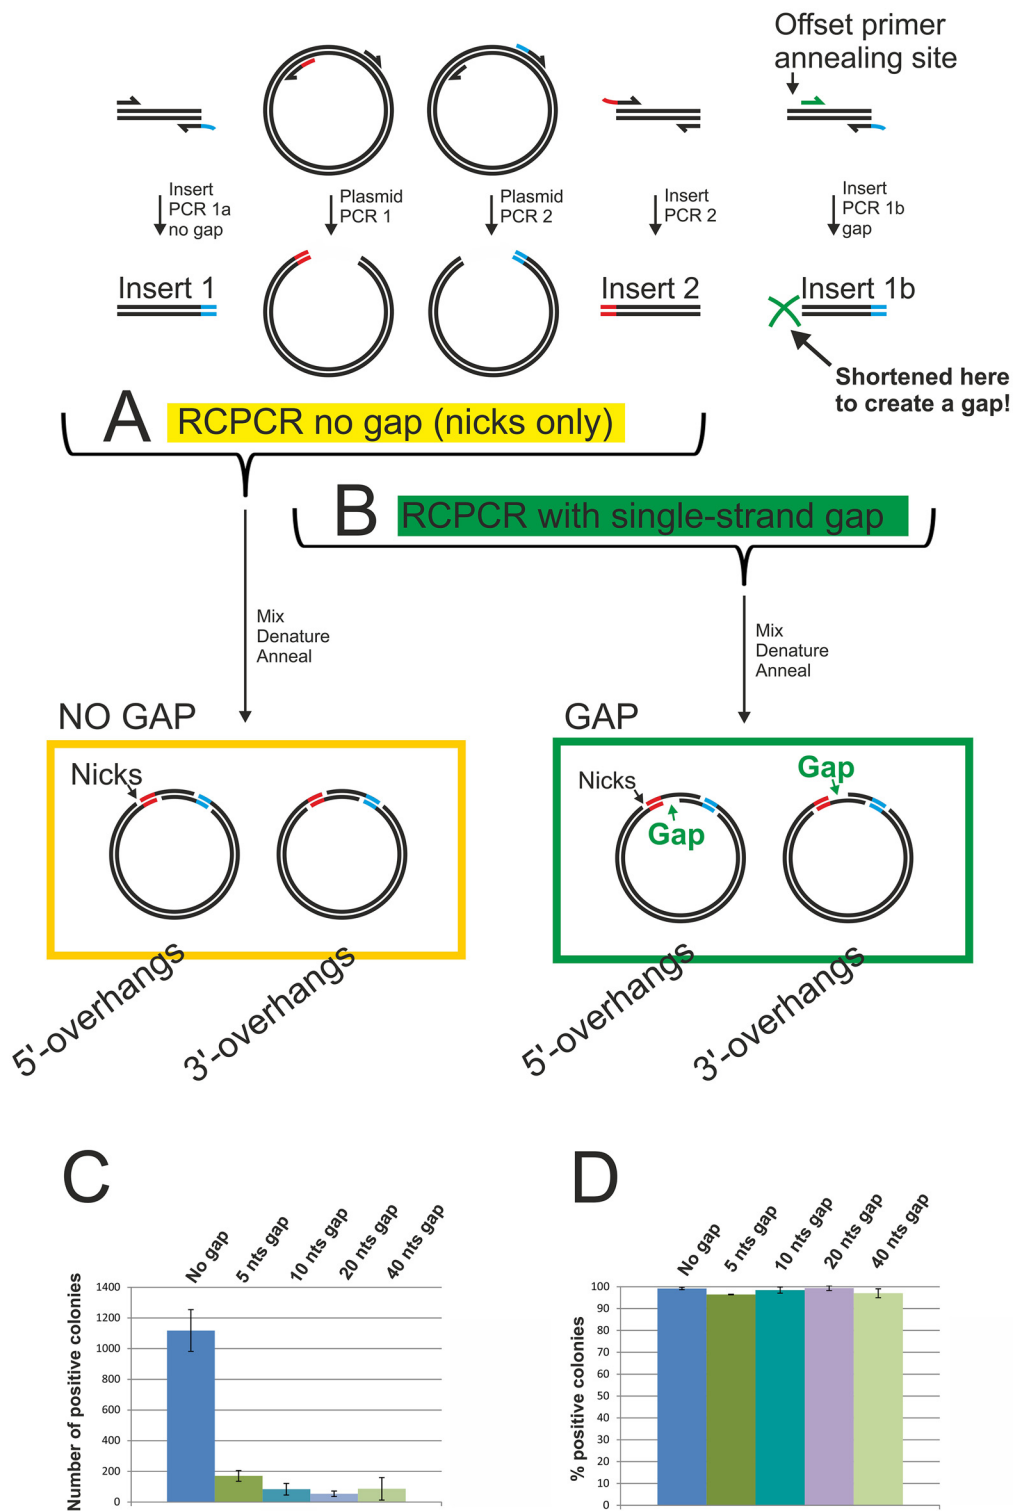 Offset primer
annealing site
Insert
PCR 1a
no gap
Plasmid
PCR 1
Plasmid
PCR 2
Insert
PCR 2
Insert
PCR 1b
gap
Insert 1
Insert 2
Insert 1b
Shortened here
to create a gap!
A
RCPCR no gap (nicks only)
B
RCPCR with single-strand gap
Mix
Denature
Anneal
Mix
Denature
Anneal
NO GAP
Nicks
5'-overhangs
3'-overhangs
GAP
Nicks
Gap
Gap
5'-overhangs
3'-overhangs
C
No gap
5 nts gap
10 nts gap
20 nts gap
40 nts gap
Number of positive colonies
1400
1200
1000
800
600
400
200
0
D
No gap
5 nts gap
10 nts gap
20 nts gap
40 nts gap
% positive colonies
100
90
80
70
60
50
40
30
20
10
0